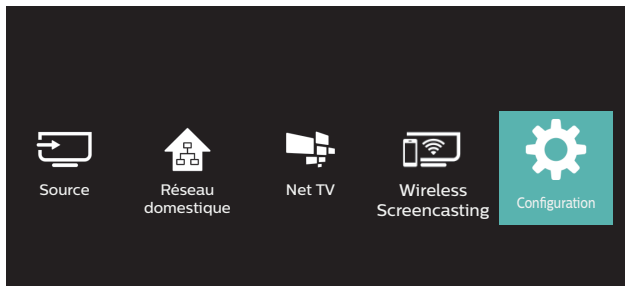 Source
Réseau
domestique
Net TV
Wireless
Screencasting
Configuration